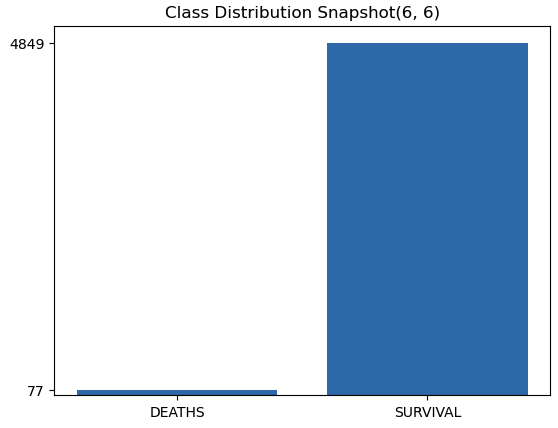 Class Distribution Snapshot(6, 6)
4849
77
DEATHS
SURVIVAL